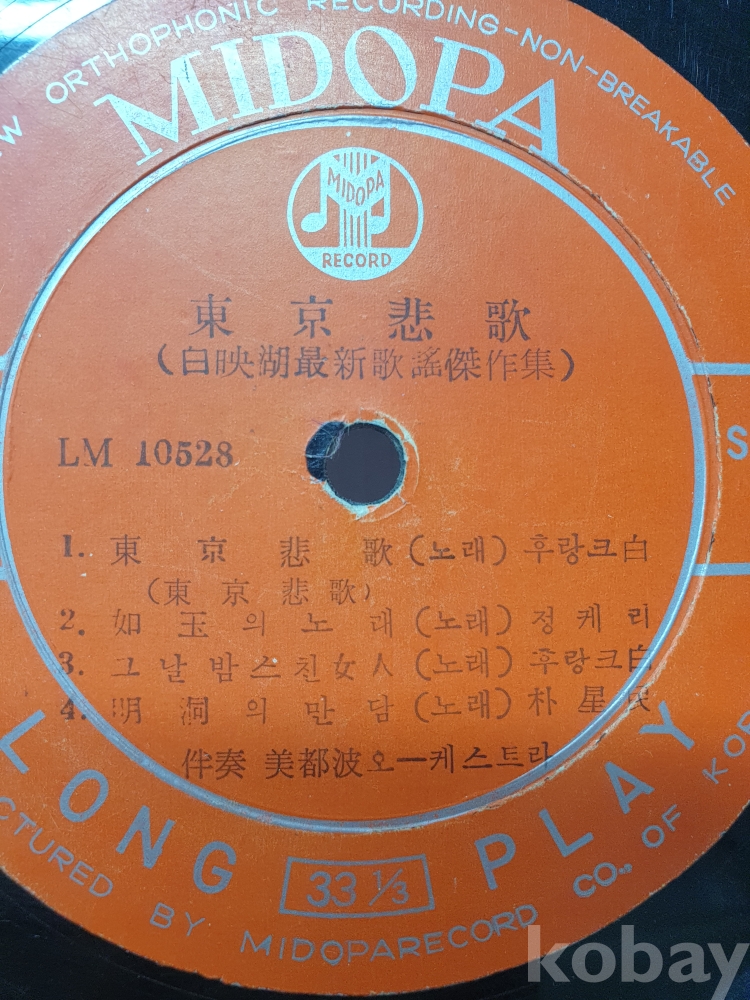 ORTHOPHONIC RECORDING-NON-BREAKABLE
MIDOPA
MIDOPA
RECORD
東京悲歌
(白映湖最新歌謠傑作集)
LM 10528
S
1. 東京悲歌 (노래) 후랑크白
(東京悲歌)
2. 如玉의노래 (노래) 정케리
3. 그날밤스친女人 (노래) 후랑크白
4. 明洞의만담 (노래) 朴星民
伴奏 美都波오ー케스트라
LONG PLAY
33 1/3
BY MIDOPARECORD CO., OF
kobay